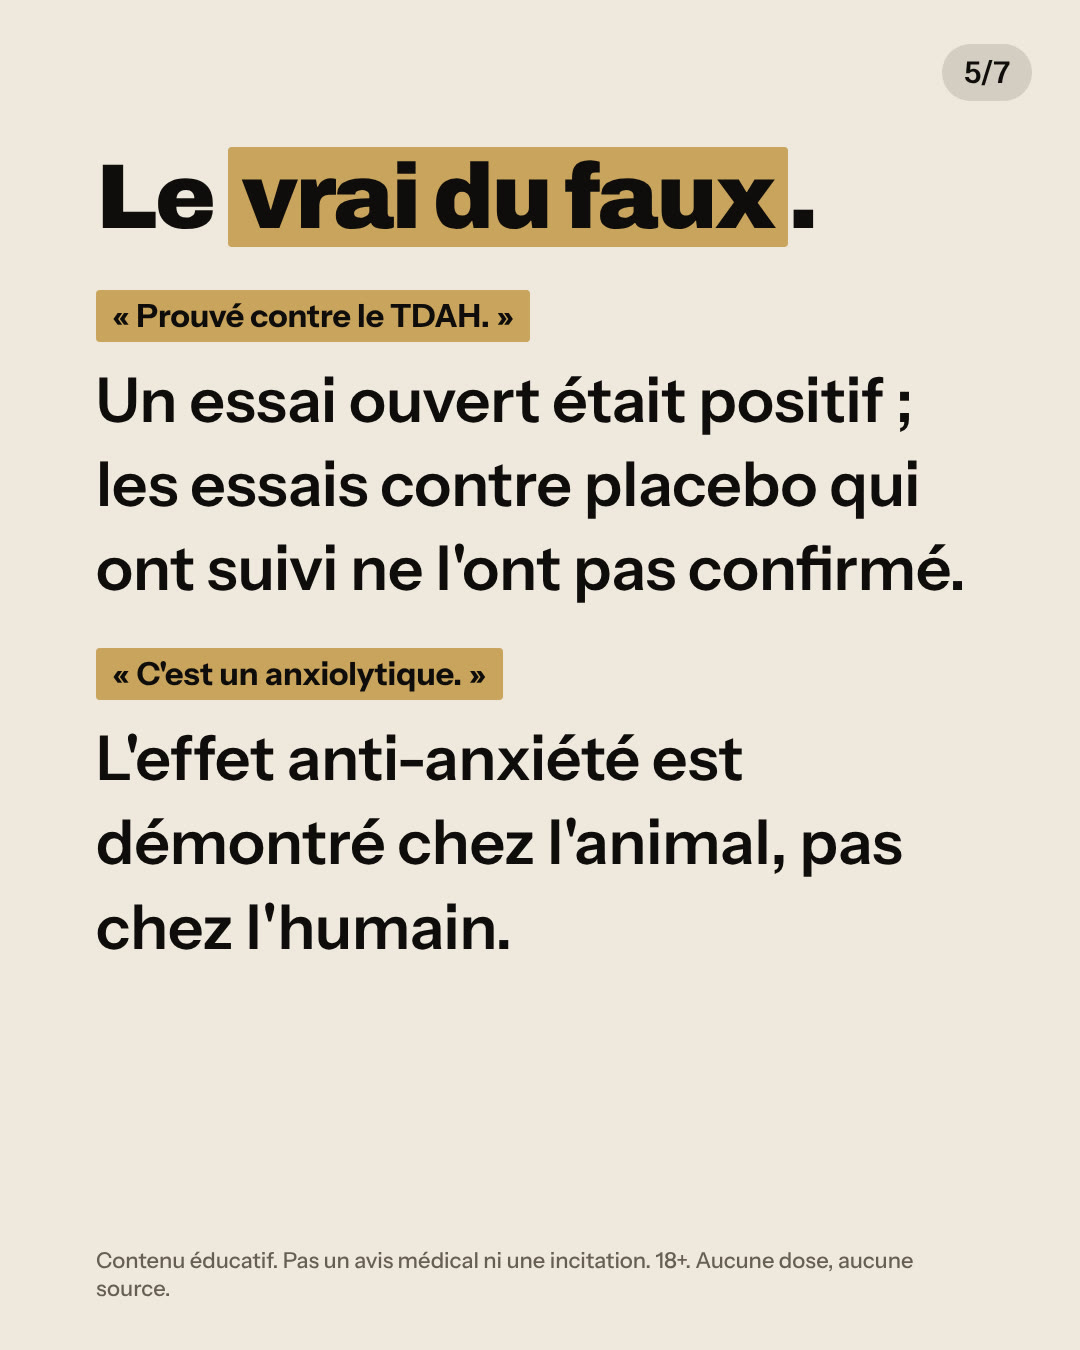 5/7
Le vrai du faux.
« Prouvé contre le TDAH. »
Un essai ouvert était positif ;
les essais contre placebo qui
ont suivi ne l'ont pas confirmé.
« C'est un anxiolytique. »
L'effet anti-anxiété est
démontré chez l'animal, pas
chez l'humain.
Contenu éducatif. Pas un avis médical ni une incitation. 18+. Aucune dose, aucune
source.